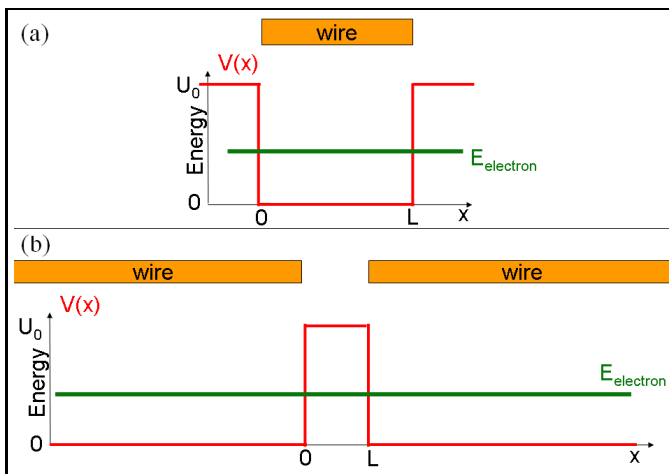 (a)
wire
V(x)
U0
Energy
Eelectron
0
0
L
x
(b)
wire
wire
V(x)
U0
Energy
Eelectron
0
0
L
x